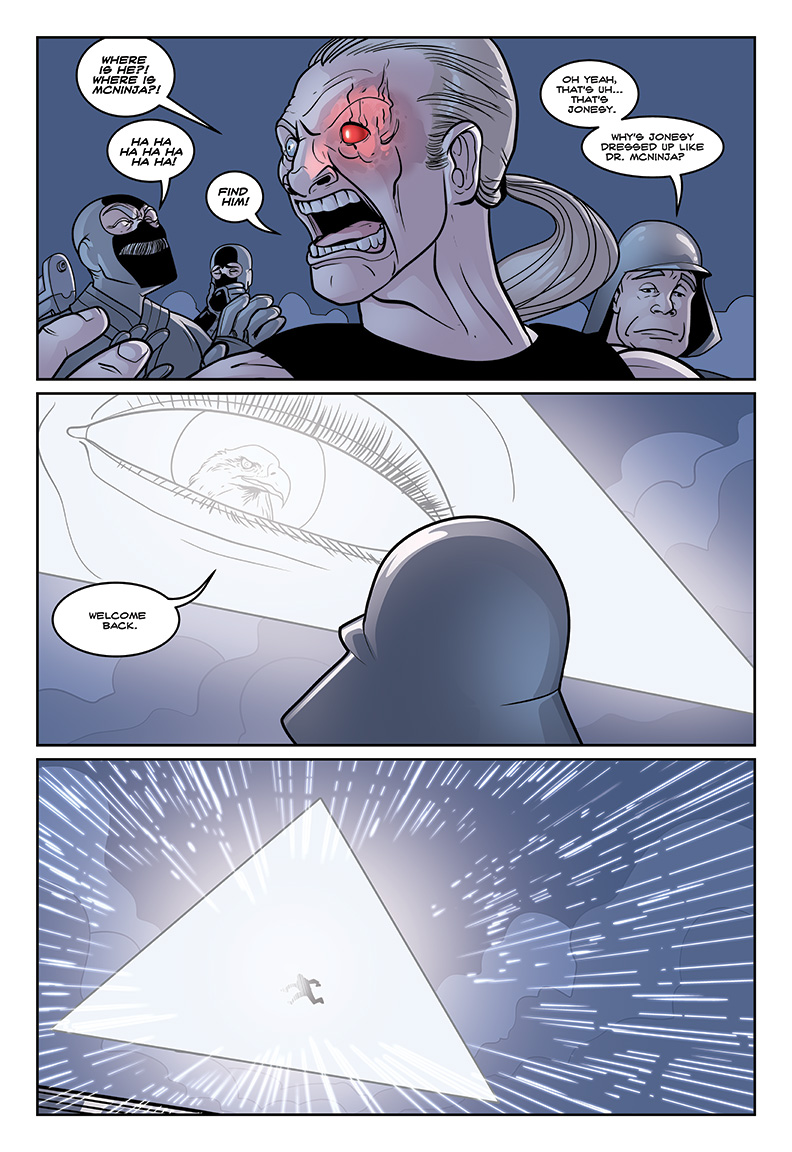 WHERE
IS HE?!
WHERE IS
MCNINJA?!
HA HA
HA HA HA
HA HA!
FIND
HIM!
OH YEAH,
THAT'S UH...
THAT'S
JONESY.
WHY'S JONESY
DRESSED UP LIKE
DR. MCNINJA?
WELCOME
BACK.